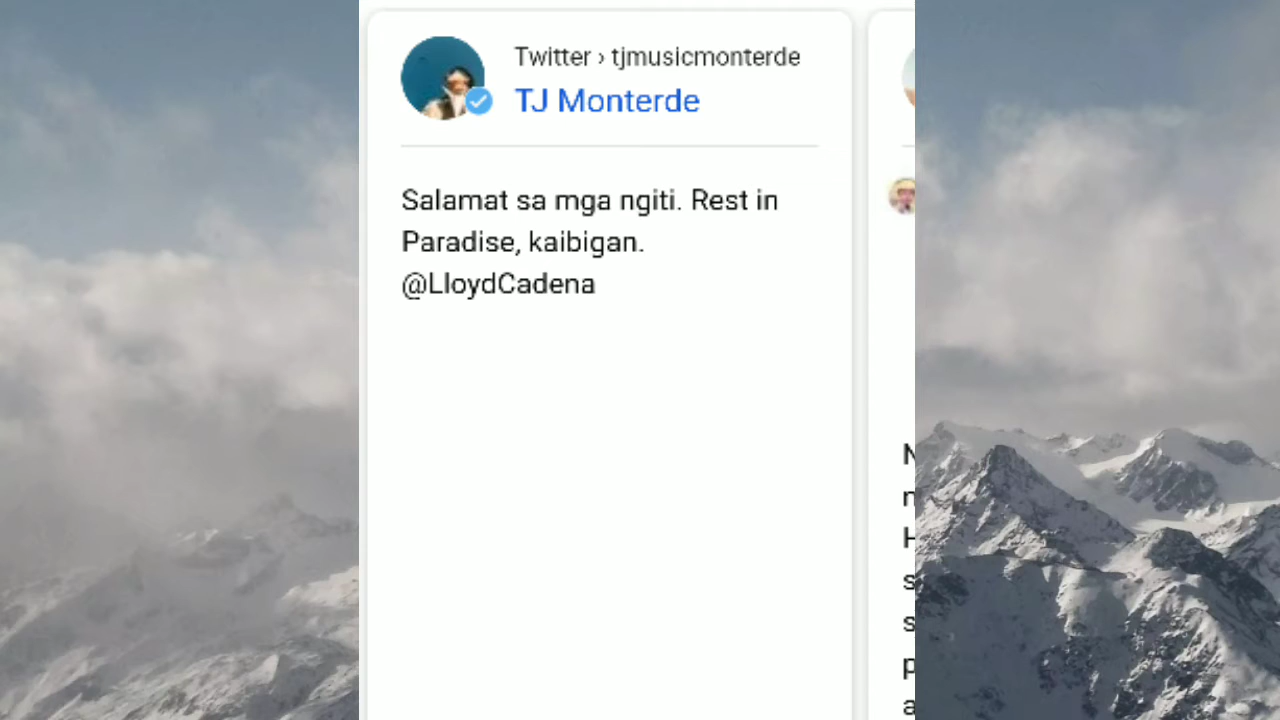 Twitter › tjmusicmonterde
TJ Monterde
Salamat sa mga ngiti. Rest in
Paradise, kaibigan.
@LloydCadena